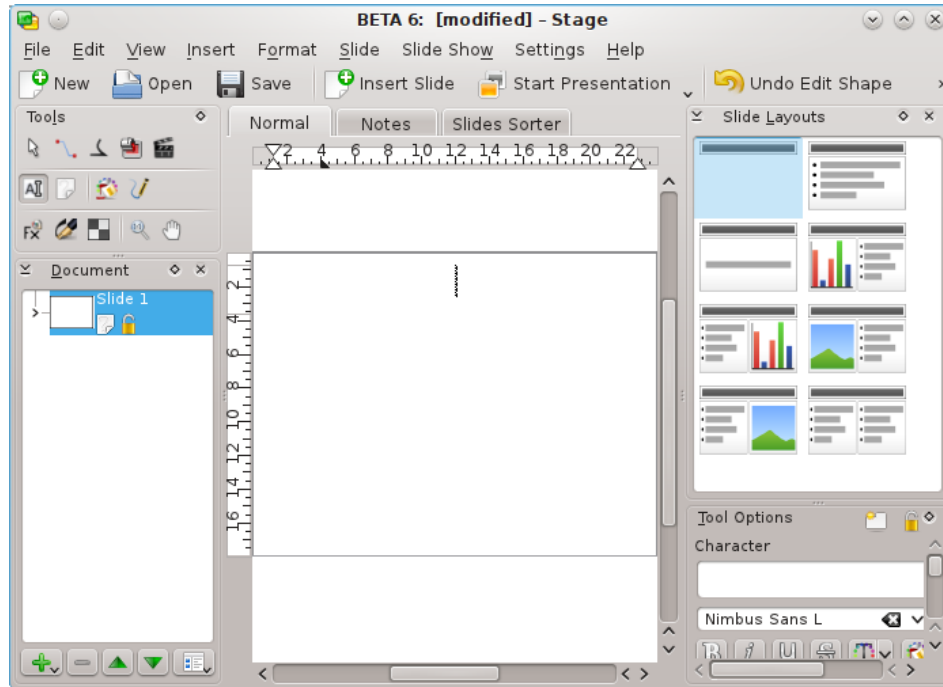 BETA 6: [modified] – Stage
File Edit View Insert Format Slide Slide Show Settings Help
New Open Save Insert Slide Start Presentation Undo Edit Shape
Tools
Normal Notes Slides Sorter
Slide Layouts
2 4 6 8 10 12 14 16 18 20 22
Document
Slide 1
2
4
6
8
10
12
14
16
Tool Options
Character
Nimbus Sans L
B I U S T